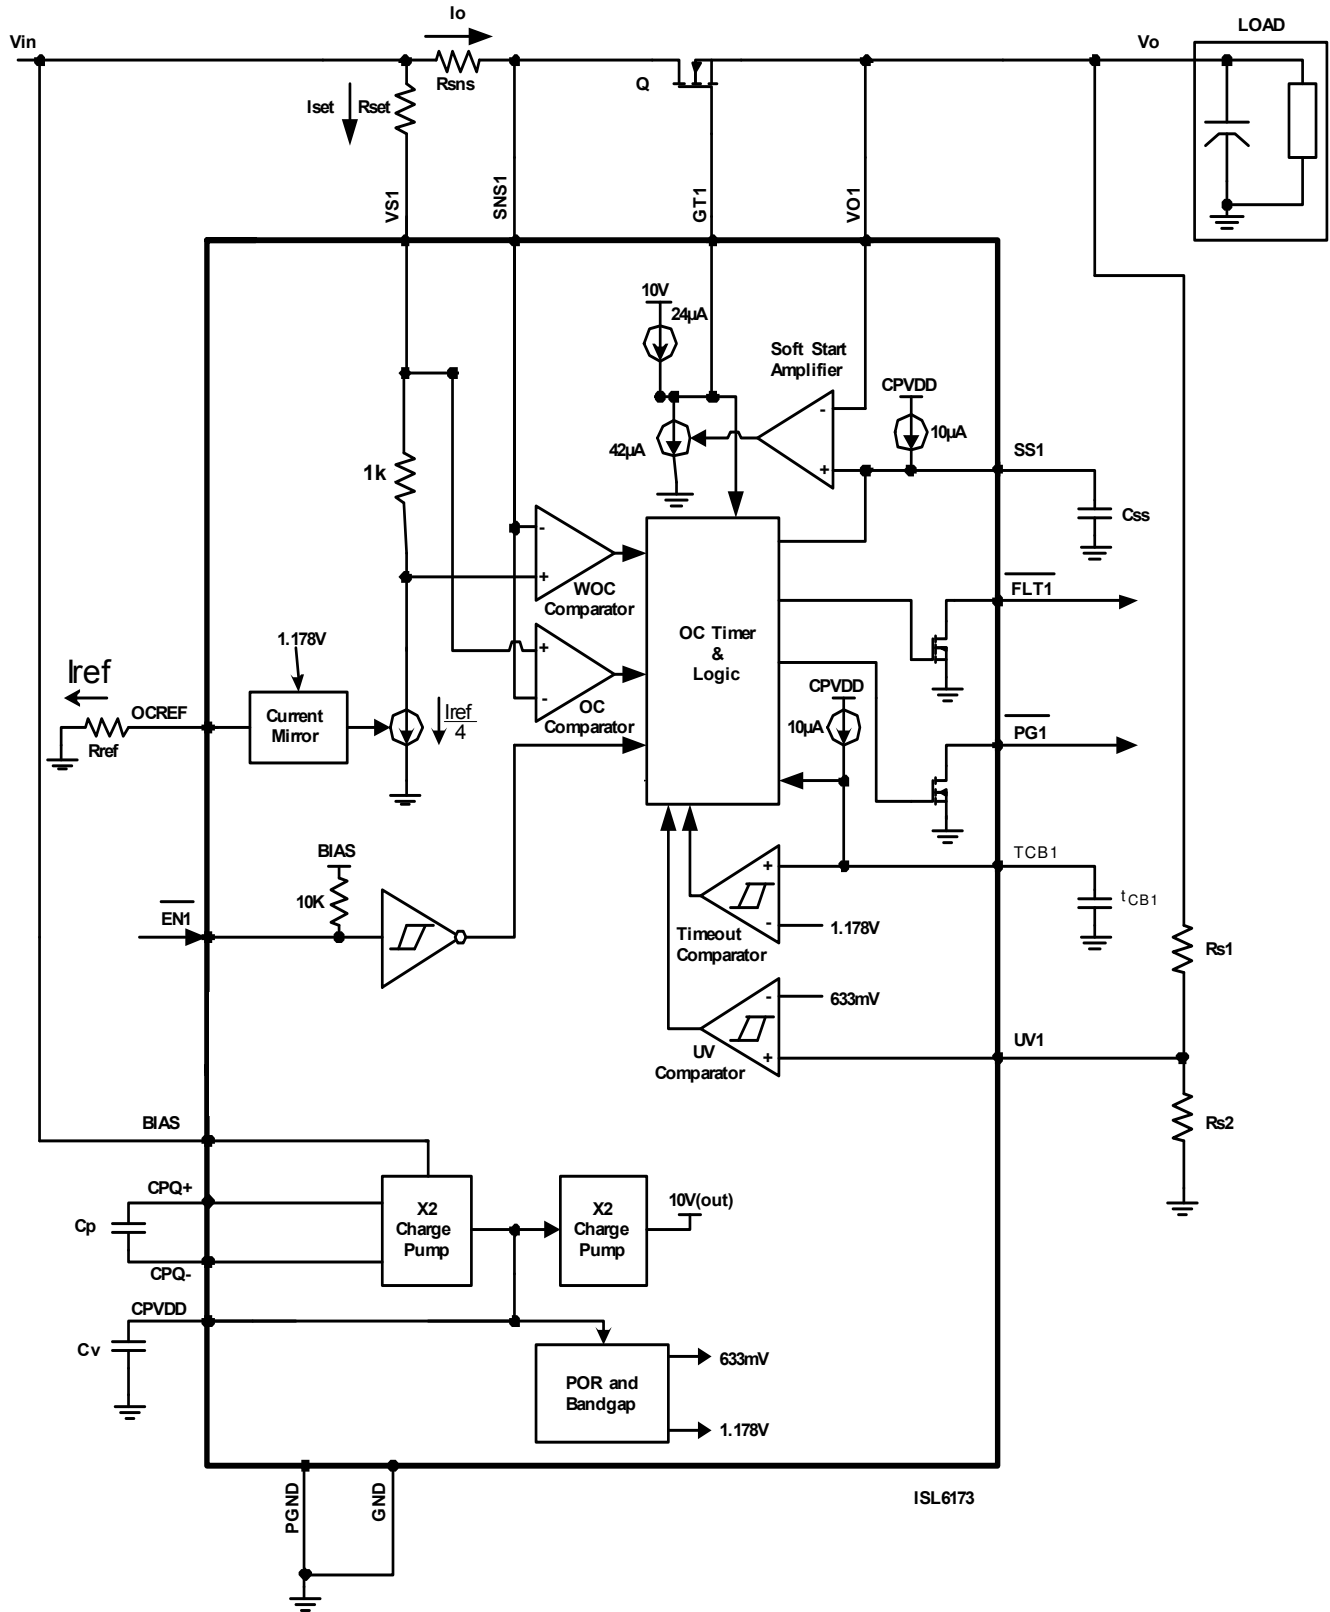 Io
LOAD
Vin
Vo
Rsns
Q
Iset
Rset
VS1
SNS1
GT1
VO1
10V
24µA
Soft Start
Amplifier
CPVDD
-
10µA
42µA
+
SS1
1k
Css
-
+
WOC
Comparator
FLT1
OC Timer
&
Logic
1.178V
+
-
OC
Comparator
CPVDD
10µA
Iref
OCREF
Rref
Current
Mirror
Iref
4
PG1
BIAS
10K
EN1
+
-
TCB1
tCB1
1.178V
Timeout
Comparator
Rs1
-
633mV
+
UV
Comparator
UV1
Rs2
BIAS
CPQ+
Cp
CPQ-
X2
Charge
Pump
X2
Charge
Pump
10V(out)
CPVDD
Cv
POR and
Bandgap
633mV
1.178V
PGND
GND
ISL6173